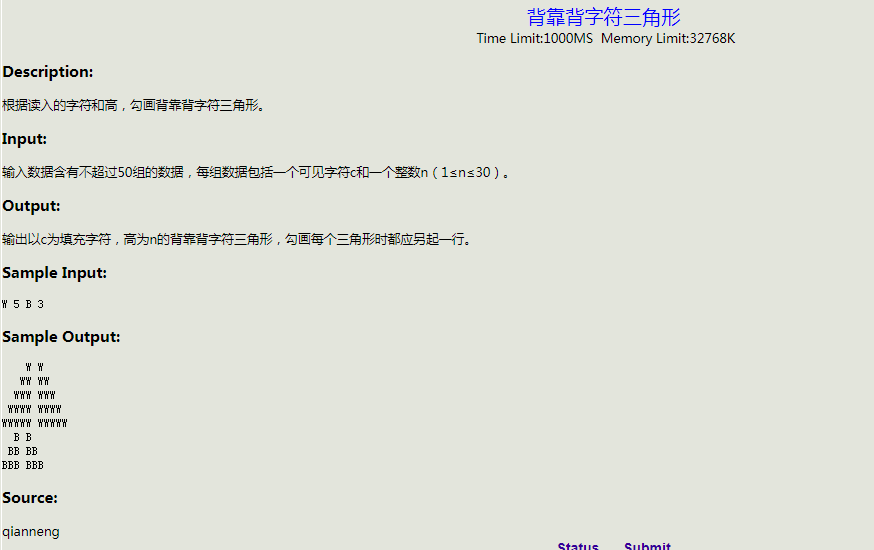 背靠背字符三角形
Time Limit:1000MS  Memory Limit:32768K
Description:
根据读入的字符和高，勾画背靠背字符三角形。
Input:
输入数据含有不超过50组的数据，每组数据包括一个可见字符c和一个整数n（1≤n≤30）。
Output:
输出以c为填充字符，高为n的背靠背字符三角形，勾画每个三角形时都应另起一行。
Sample Input:
W 5 B 3
Sample Output:
    W W
   WW WW
  WWW WWW
 WWWW WWWW
WWWWW WWWWW
  B B
 BB BB
BBB BBB
Source:
qianneng
Status  Submit